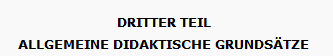 DRITTER TEIL
ALLGEMEINE DIDAKTISCHE GRUNDSÄTZE